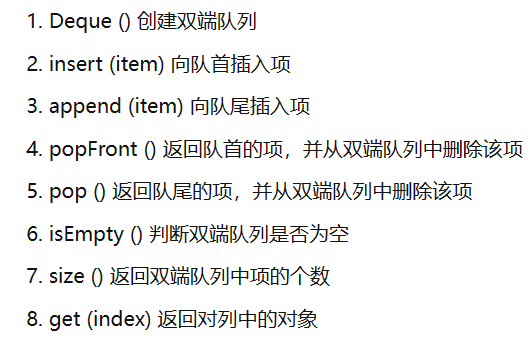 1. Deque () 创建双端队列
2. insert (item) 向队首插入项
3. append (item) 向队尾插入项
4. popFront () 返回队首的项，并从双端队列中删除该项
5. pop () 返回队尾的项，并从双端队列中删除该项
6. isEmpty () 判断双端队列是否为空
7. size () 返回双端队列中项的个数
8. get (index) 返回对列中的对象